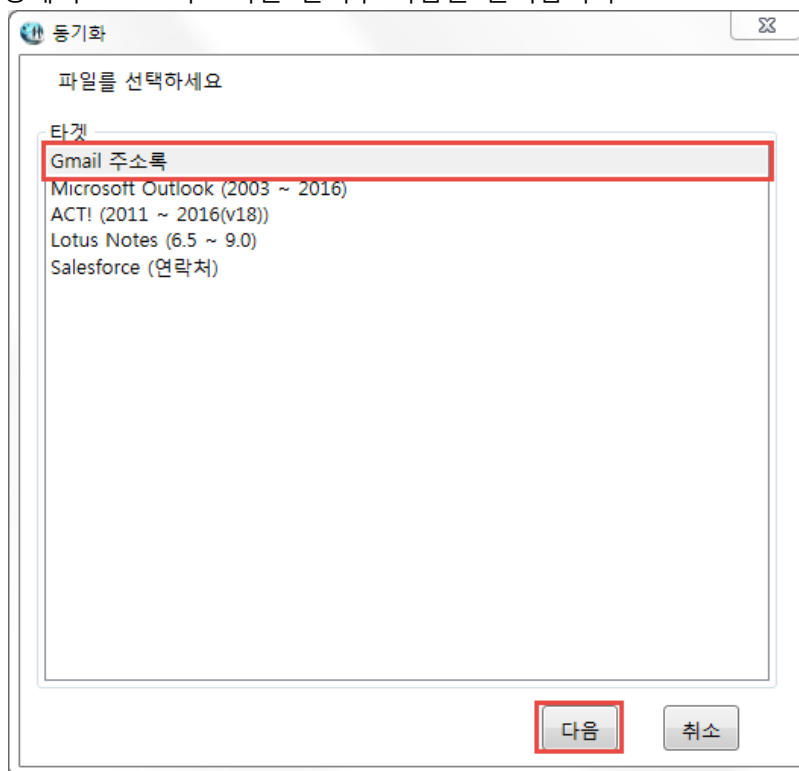 동기화
파일를 선택하세요
타겟
Gmail 주소록
Microsoft Outlook (2003 ~ 2016)
ACT! (2011 ~ 2016(v18))
Lotus Notes (6.5 ~ 9.0)
Salesforce (연락처)
다음
취소